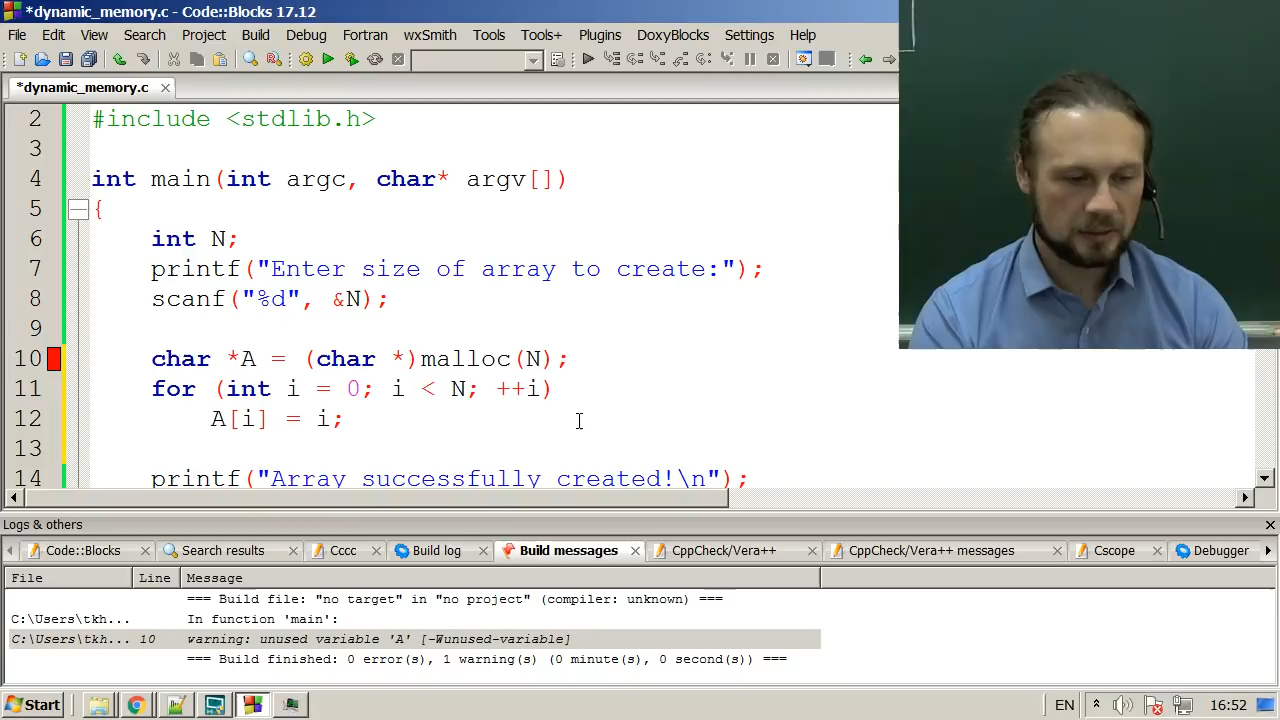 *dynamic_memory.c - Code::Blocks 17.12
File Edit View Search Project Build Debug Fortran wxSmith Tools Tools+ Plugins DoxyBlocks Settings Help
*dynamic_memory.c
2 #include <stdlib.h>
3
4 int main(int argc, char* argv[])
5 {
6 int N;
7 printf("Enter size of array to create:");
8 scanf("%d", &N);
9
10 char *A = (char *)malloc(N);
11 for (int i = 0; i < N; ++i)
12 A[i] = i;
13
14 printf("Array successfully created!\n");
Logs & others
Code::Blocks Search results Cccc Build log Build messages CppCheck/Vera++ CppCheck/Vera++ messages Cscope Debugger
File Line Message
=== Build file: "no target" in "no project" (compiler: unknown) ===
C:\Users\tkh... In function 'main':
C:\Users\tkh... 10 warning: unused variable 'A' [-Wunused-variable]
=== Build finished: 0 error(s), 1 warning(s) (0 minute(s), 0 second(s)) ===
Start EN 16:52